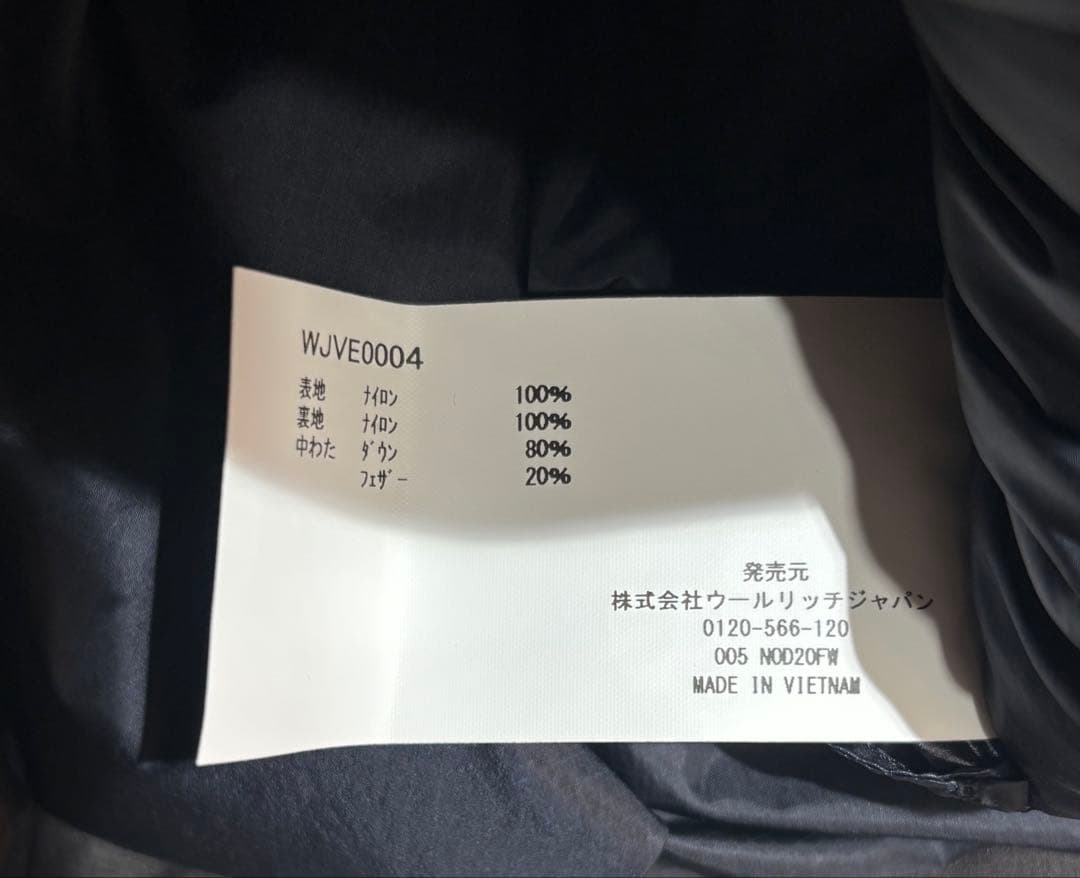 WJVE0004
表地 ﾅｲﾛﾝ 100%
裏地 ﾅｲﾛﾝ 100%
中わた ﾀﾞｳﾝ 80%
ﾌｪｻﾞｰ 20%
発売元
株式会社ウールリッチジャパン
0120-566-120
005 NOD20FW
MADE IN VIETNAM